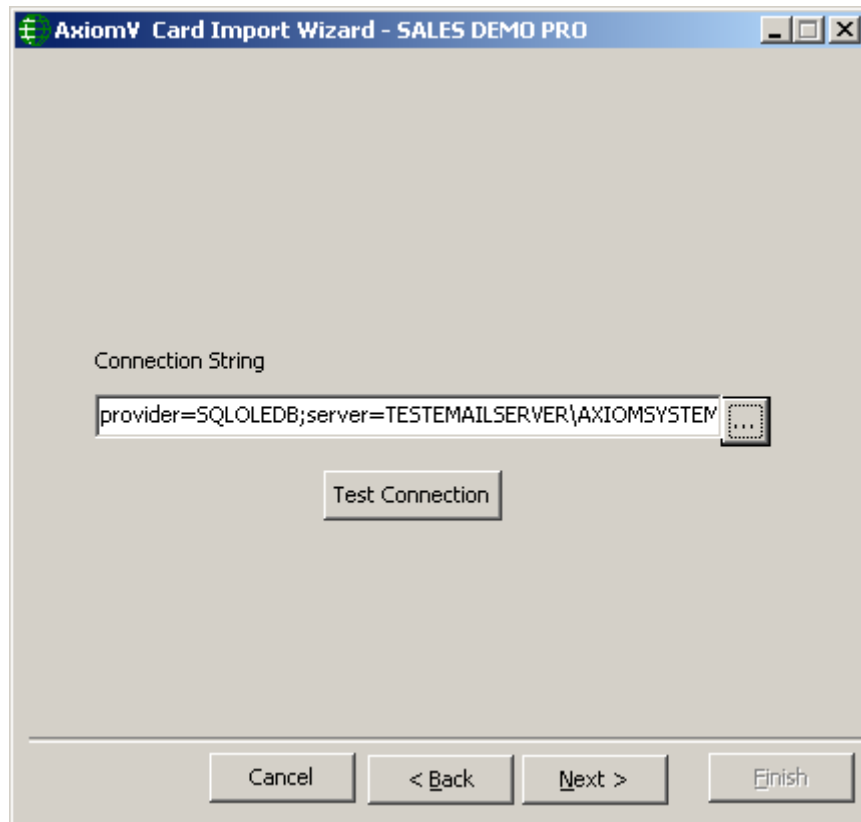 AxiomV Card Import Wizard - SALES DEMO PRO
Connection String
provider=SQLOLEDB;server=TESTEMAILSERVER\AXIOMSYSTEM
...
Test Connection
Cancel < Back Next > Finish